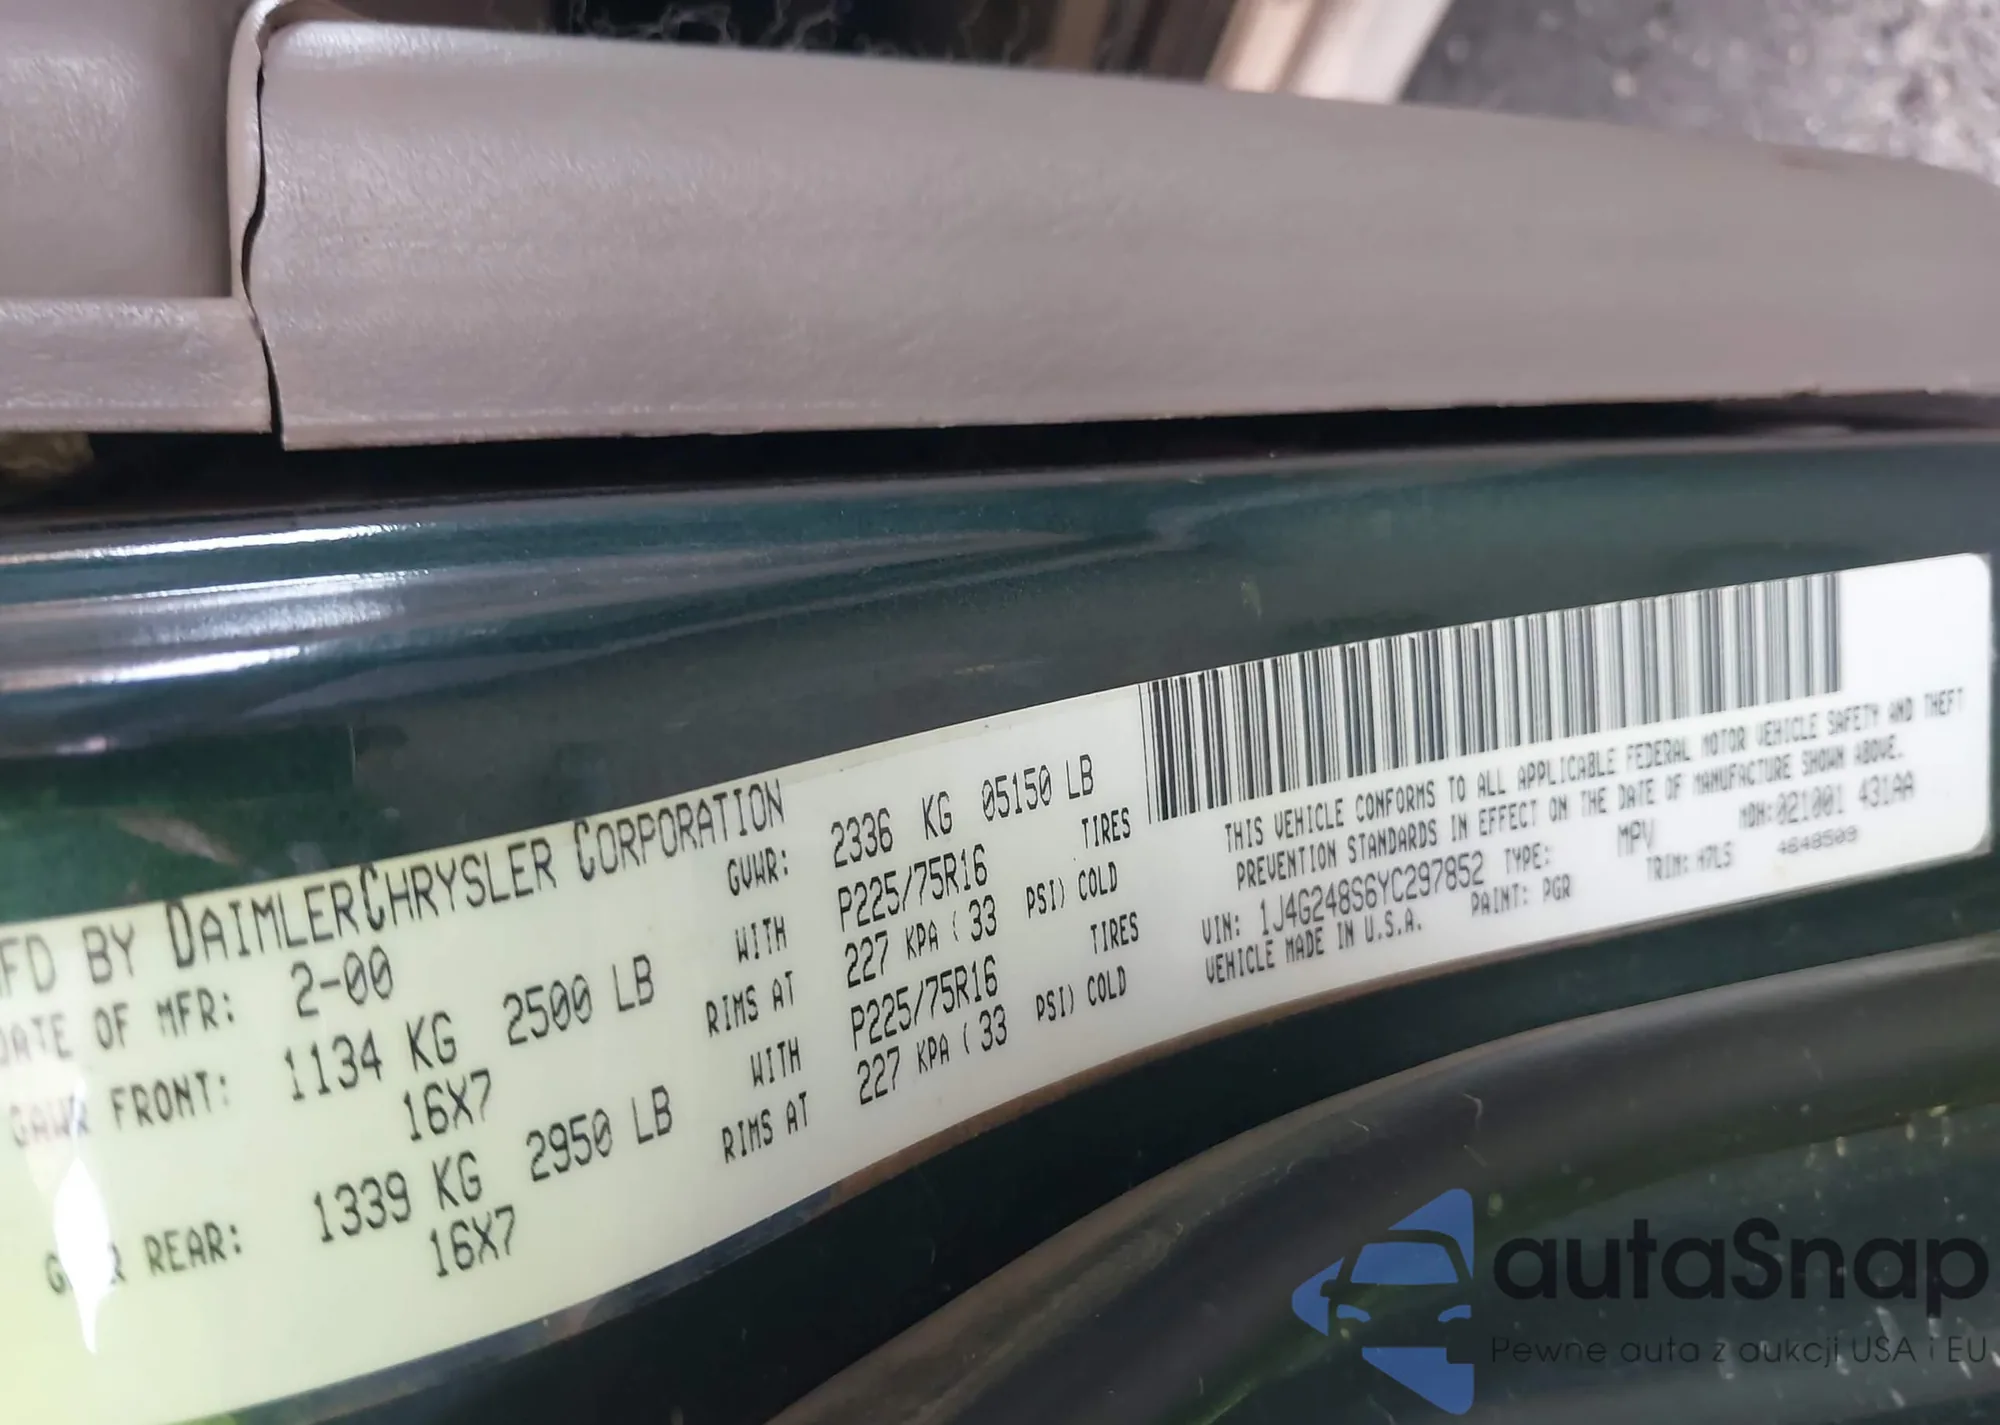 MFD BY DAIMLERCHRYSLER CORPORATION
DATE OF MFR: 2-00
GVWR: 2336 KG 05150 LB
GAWR FRONT: 1134 KG 2500 LB
WITH P225/75R16 TIRES
16X7 RIMS AT 227 KPA ( 33 PSI) COLD
GAWR REAR: 1339 KG 2950 LB
WITH P225/75R16 TIRES
16X7 RIMS AT 227 KPA ( 33 PSI) COLD
THIS VEHICLE CONFORMS TO ALL APPLICABLE FEDERAL MOTOR VEHICLE SAFETY AND THEFT
PREVENTION STANDARDS IN EFFECT ON THE DATE OF MANUFACTURE SHOWN ABOVE.
VIN: 1J4G248S6YC297852 TYPE: MPV MDH:021001 431AA
VEHICLE MADE IN U.S.A. PAINT: PGR TRIM: H7L5 4648509
autaSnap
Pewne auta z aukcji USA i EU